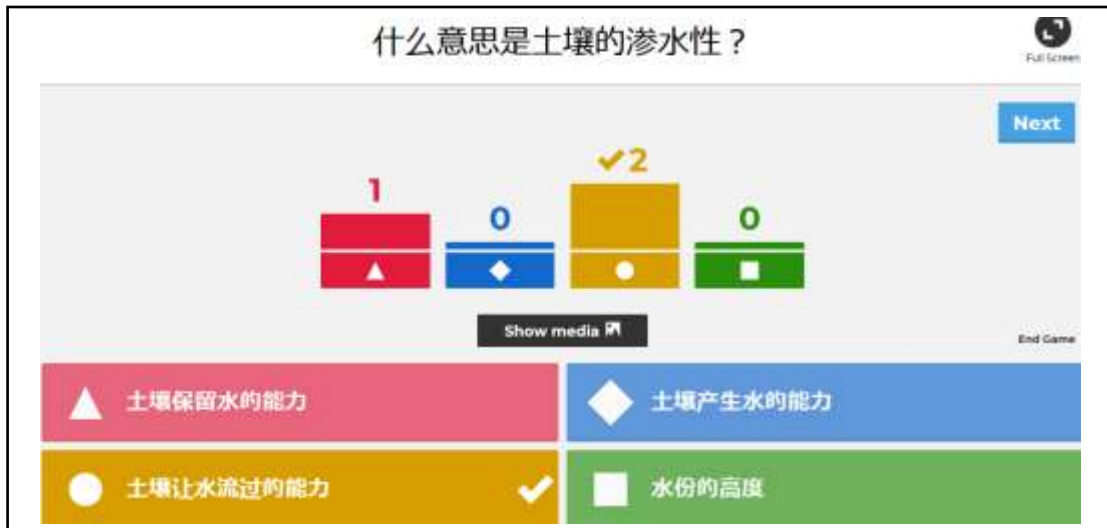 什么意思是土壤的渗水性？
Full Screen
Next
1
0
2
0
Show media
End Game
土壤保留水的能力
土壤产生水的能力
土壤让水流过的能力
水份的高度